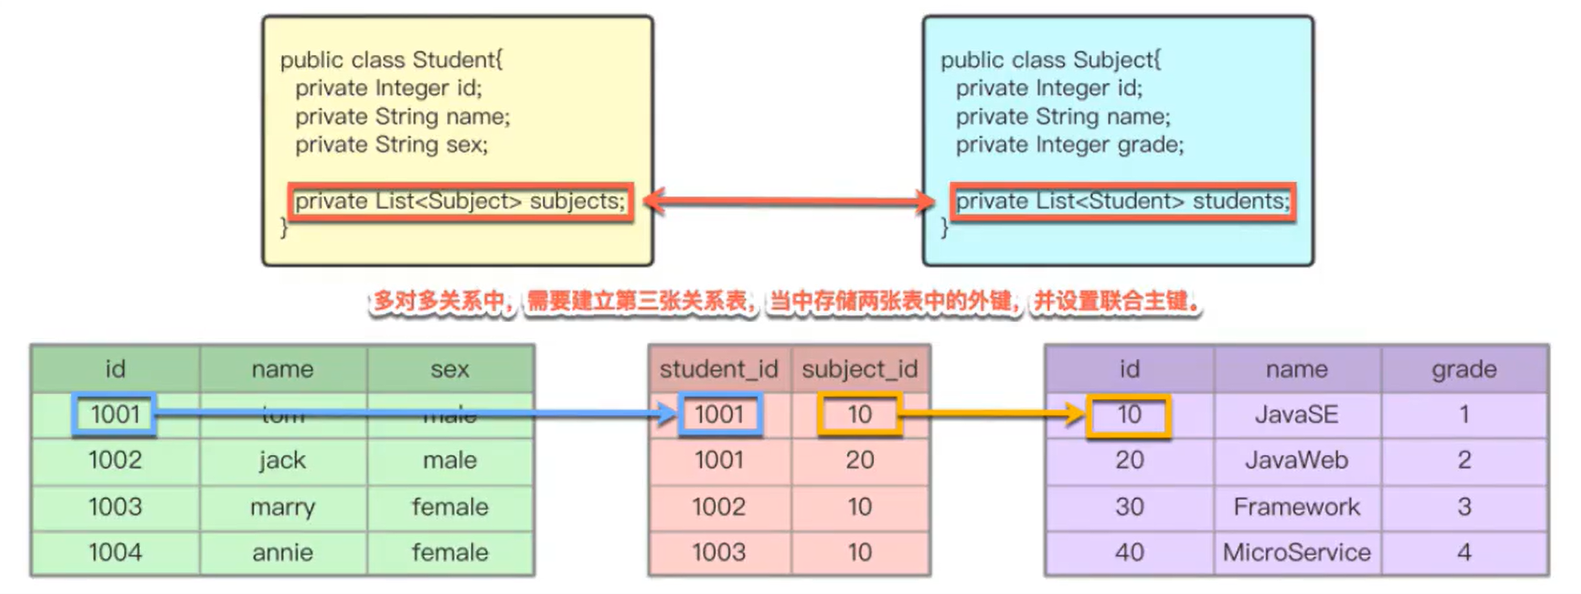 public class Student{
private Integer id;
private String name;
private String sex;
private List<Subject> subjects;
}
public class Subject{
private Integer id;
private String name;
private Integer grade;
private List<Student> students;
}
多对多关系中，需要建立第三张关系表，当中存储两张表中的外键，并设置联合主键。
id name sex
1001 tom male
1002 jack male
1003 marry female
1004 annie female
student_id subject_id
1001 10
1001 20
1002 10
1003 10
id name grade
10 JavaSE 1
20 JavaWeb 2
30 Framework 3
40 MicroService 4